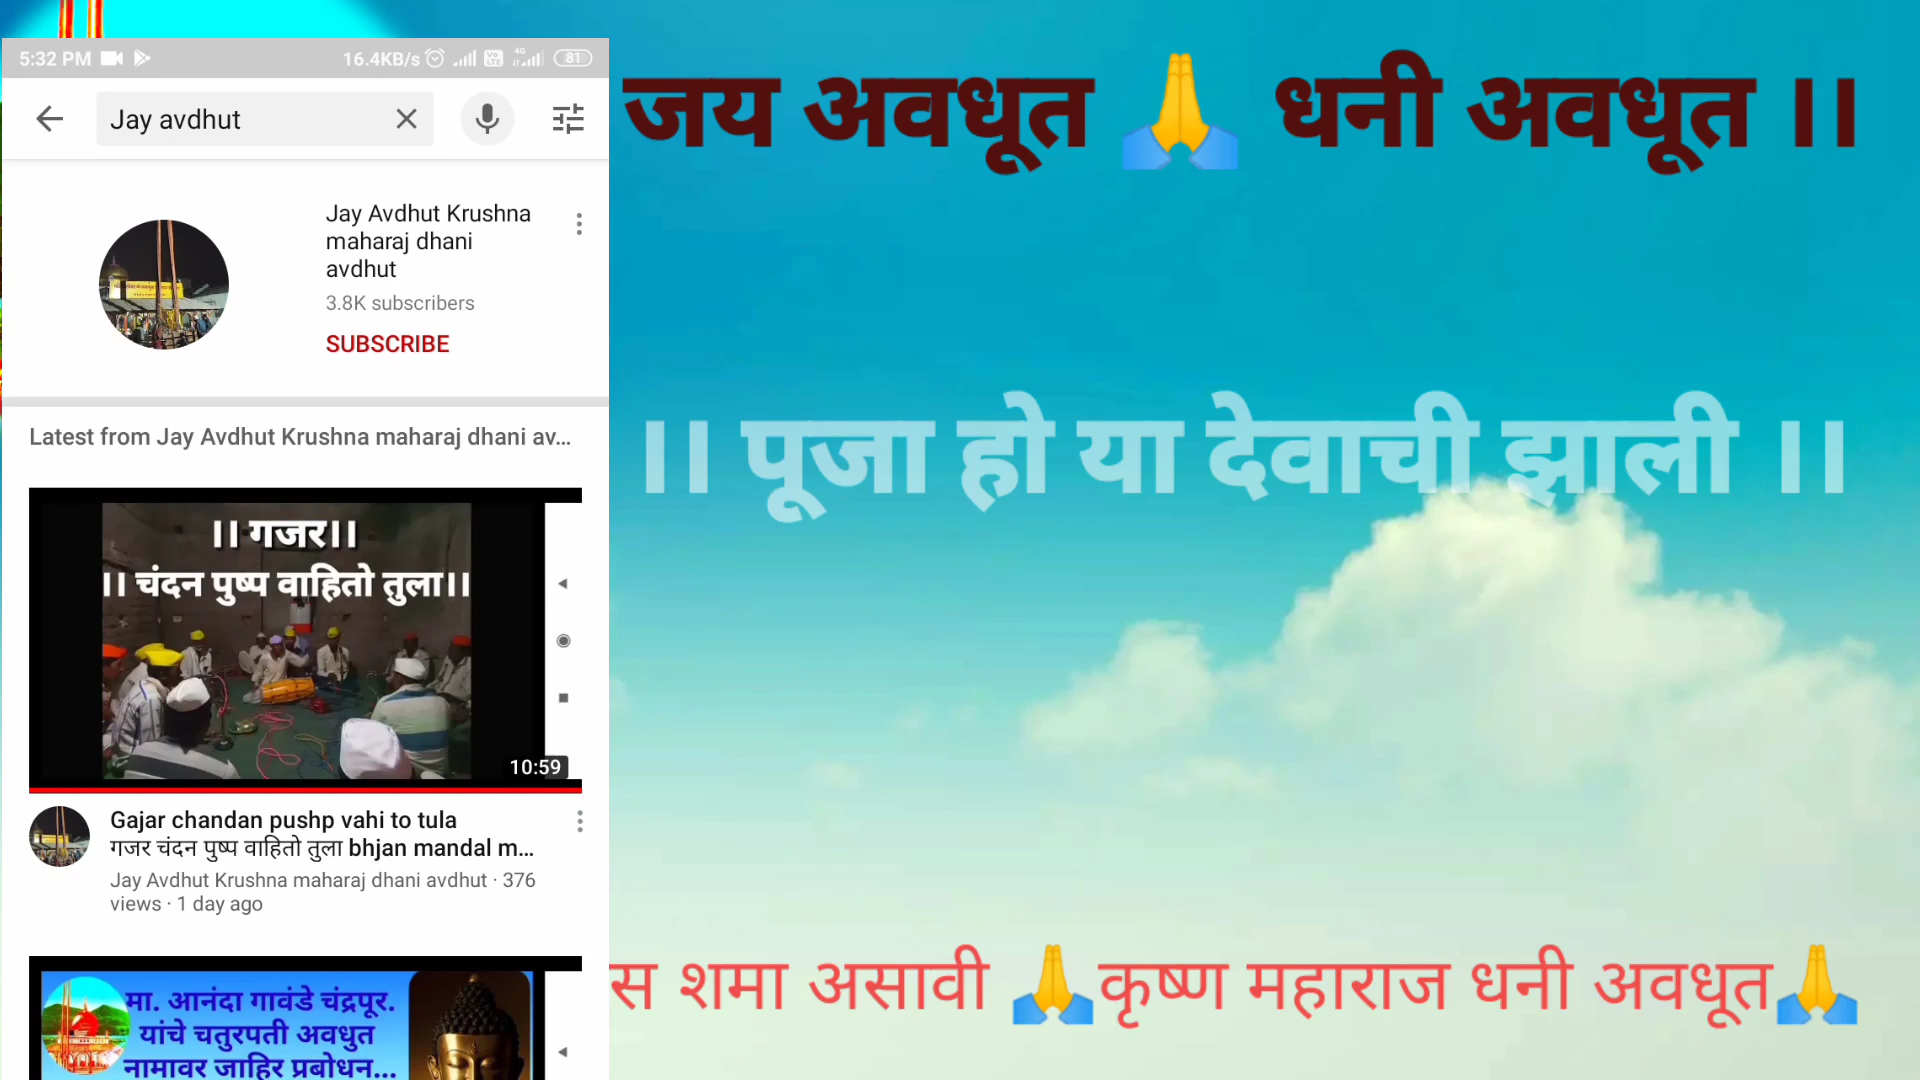 5:32 PM
16.4KB/s
4G
81
Jay avdhut
Jay Avdhut Krushna
maharaj dhani
avdhut
3.8K subscribers
SUBSCRIBE
Latest from Jay Avdhut Krushna maharaj dhani av...
।। गजर।।
।। चंदन पुष्प वाहितो तुला।।
10:59
Gajar chandan pushp vahi to tula
गजर चंदन पुष्प वाहितो तुला bhjan mandal m...
Jay Avdhut Krushna maharaj dhani avdhut · 376
views · 1 day ago
मा. आनंदा गावंडे चंद्रपूर.
यांचे चतुरपती अवधुत
नामावर जाहिर प्रबोधन...
जय अवधूत 🙏 धनी अवधूत ।।
।। पूजा हो या देवाची झाली ।।
स शमा असावी 🙏कृष्ण महाराज धनी अवधूत🙏